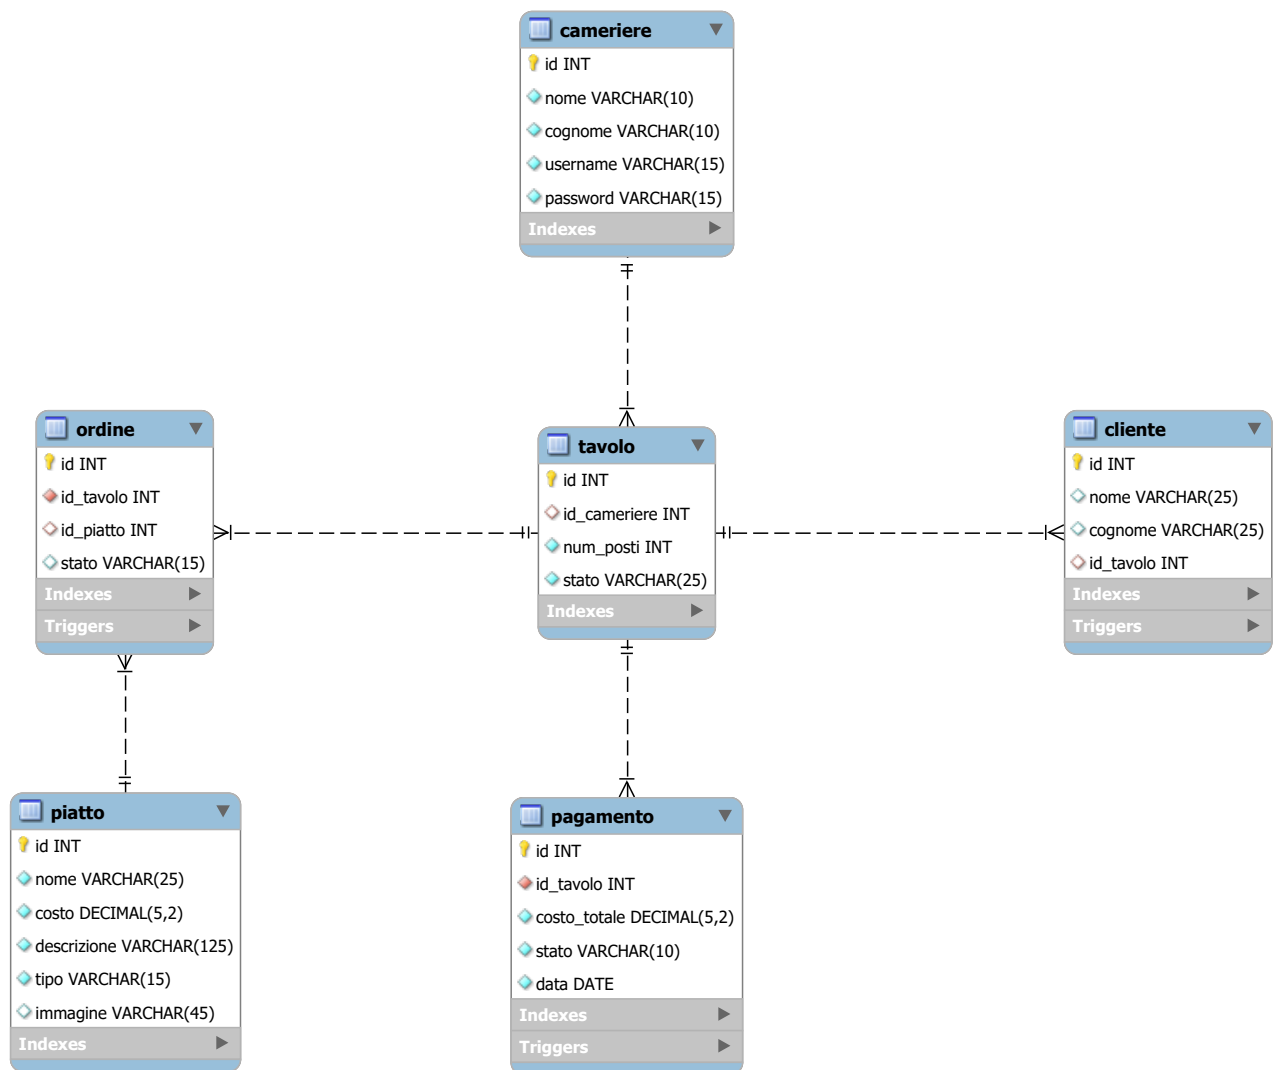 cameriere
id INT
nome VARCHAR(10)
cognome VARCHAR(10)
username VARCHAR(15)
password VARCHAR(15)
Indexes
ordine
id INT
id_tavolo INT
id_piatto INT
stato VARCHAR(15)
Indexes
Triggers
tavolo
id INT
id_cameriere INT
num_posti INT
stato VARCHAR(25)
Indexes
cliente
id INT
nome VARCHAR(25)
cognome VARCHAR(25)
id_tavolo INT
Indexes
Triggers
piatto
id INT
nome VARCHAR(25)
costo DECIMAL(5,2)
descrizione VARCHAR(125)
tipo VARCHAR(15)
immagine VARCHAR(45)
Indexes
pagamento
id INT
id_tavolo INT
costo_totale DECIMAL(5,2)
stato VARCHAR(10)
data DATE
Indexes
Triggers